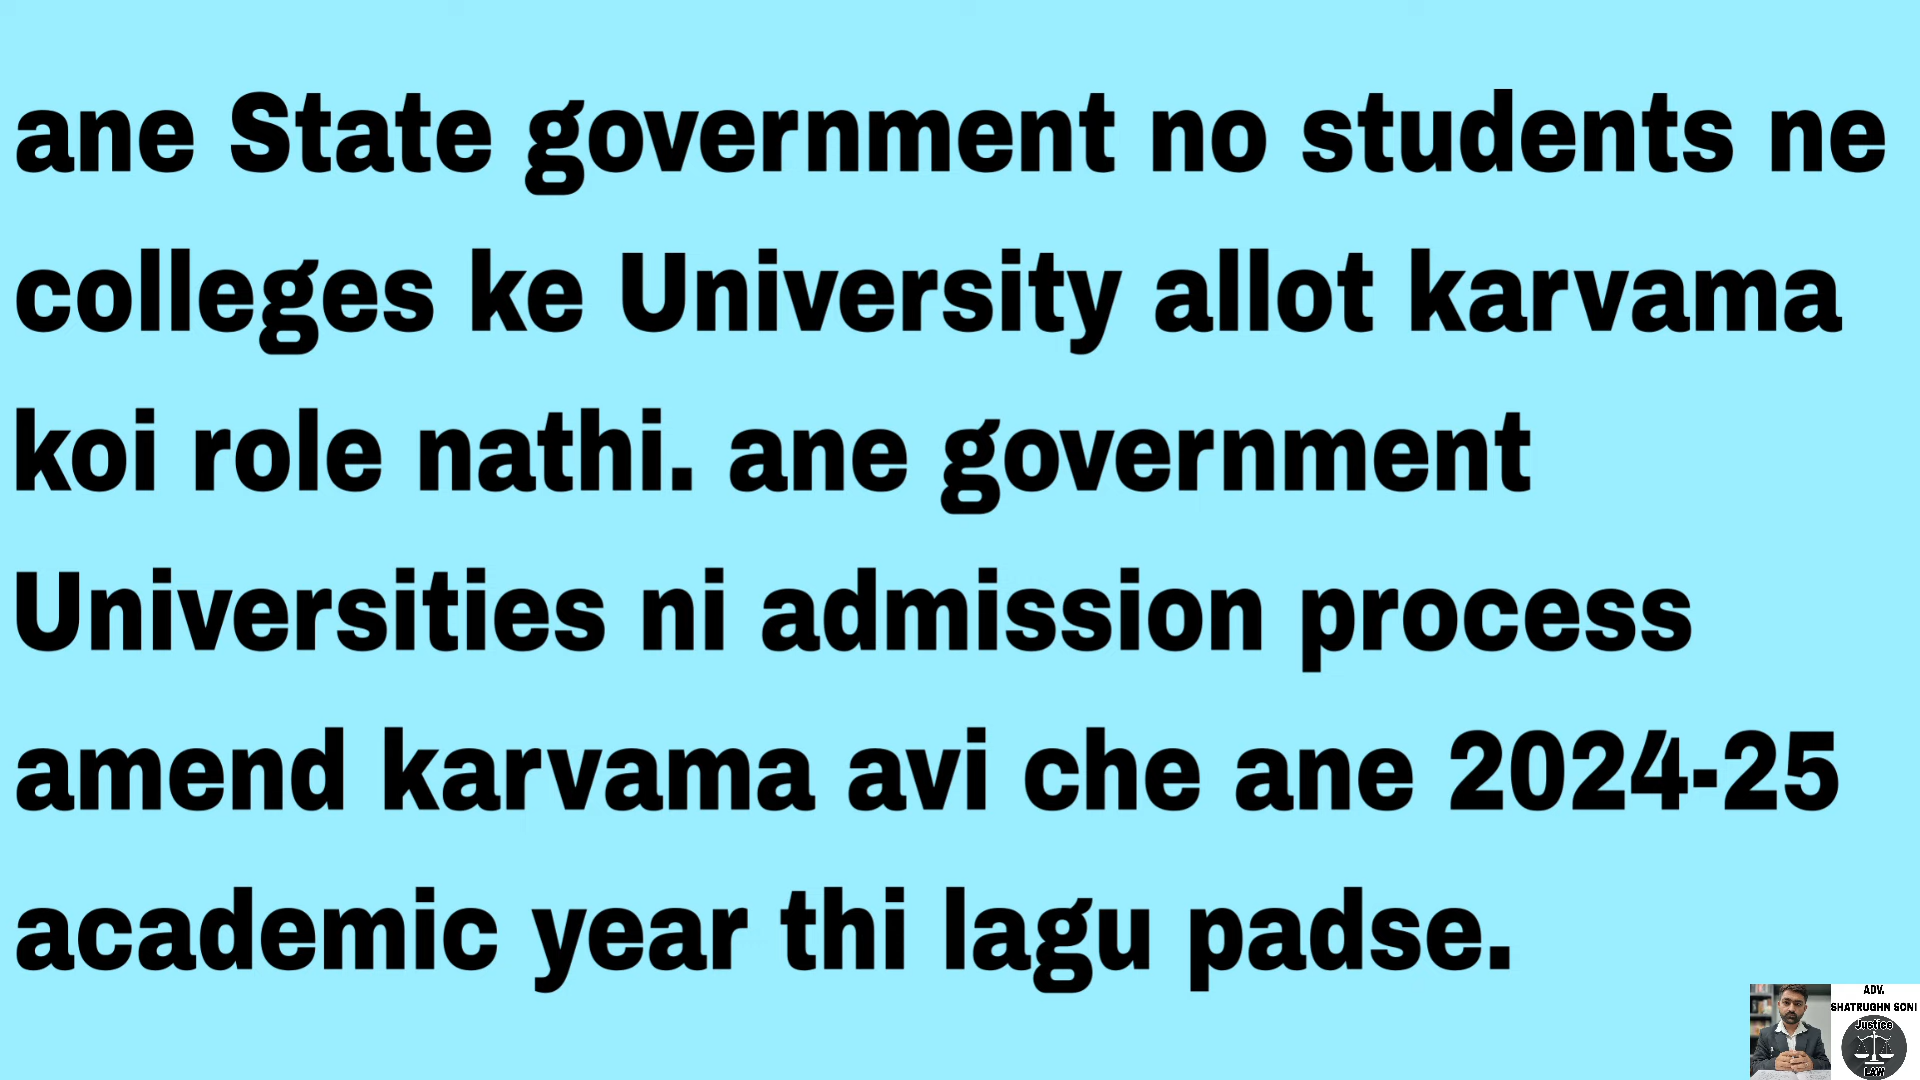 ane State government no students ne
colleges ke University allot karvama
koi role nathi. ane government
Universities ni admission process
amend karvama avi che ane 2024-25
academic year thi lagu padse.
ADV.
SHATRUGHN SONI
Justice
LAW